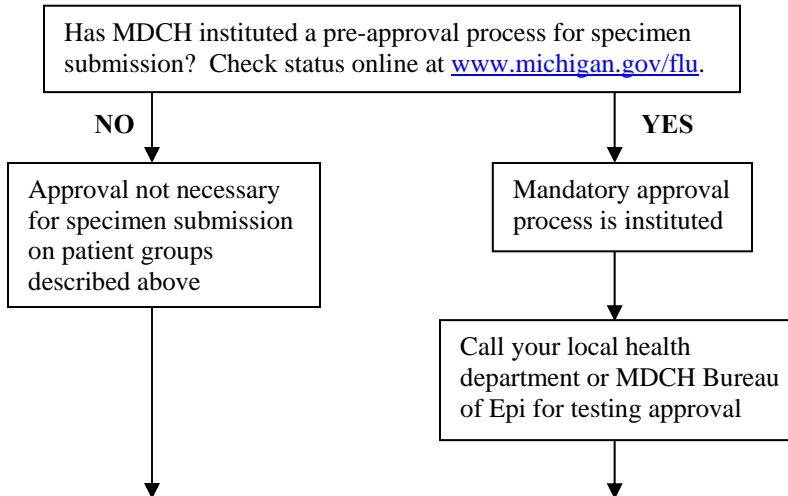 Has MDCH instituted a pre-approval process for specimen
submission? Check status online at www.michigan.gov/flu.
NO
YES
Approval not necessary
for specimen submission
on patient groups
described above
Mandatory approval
process is instituted
Call your local health
department or MDCH Bureau
of Epi for testing approval